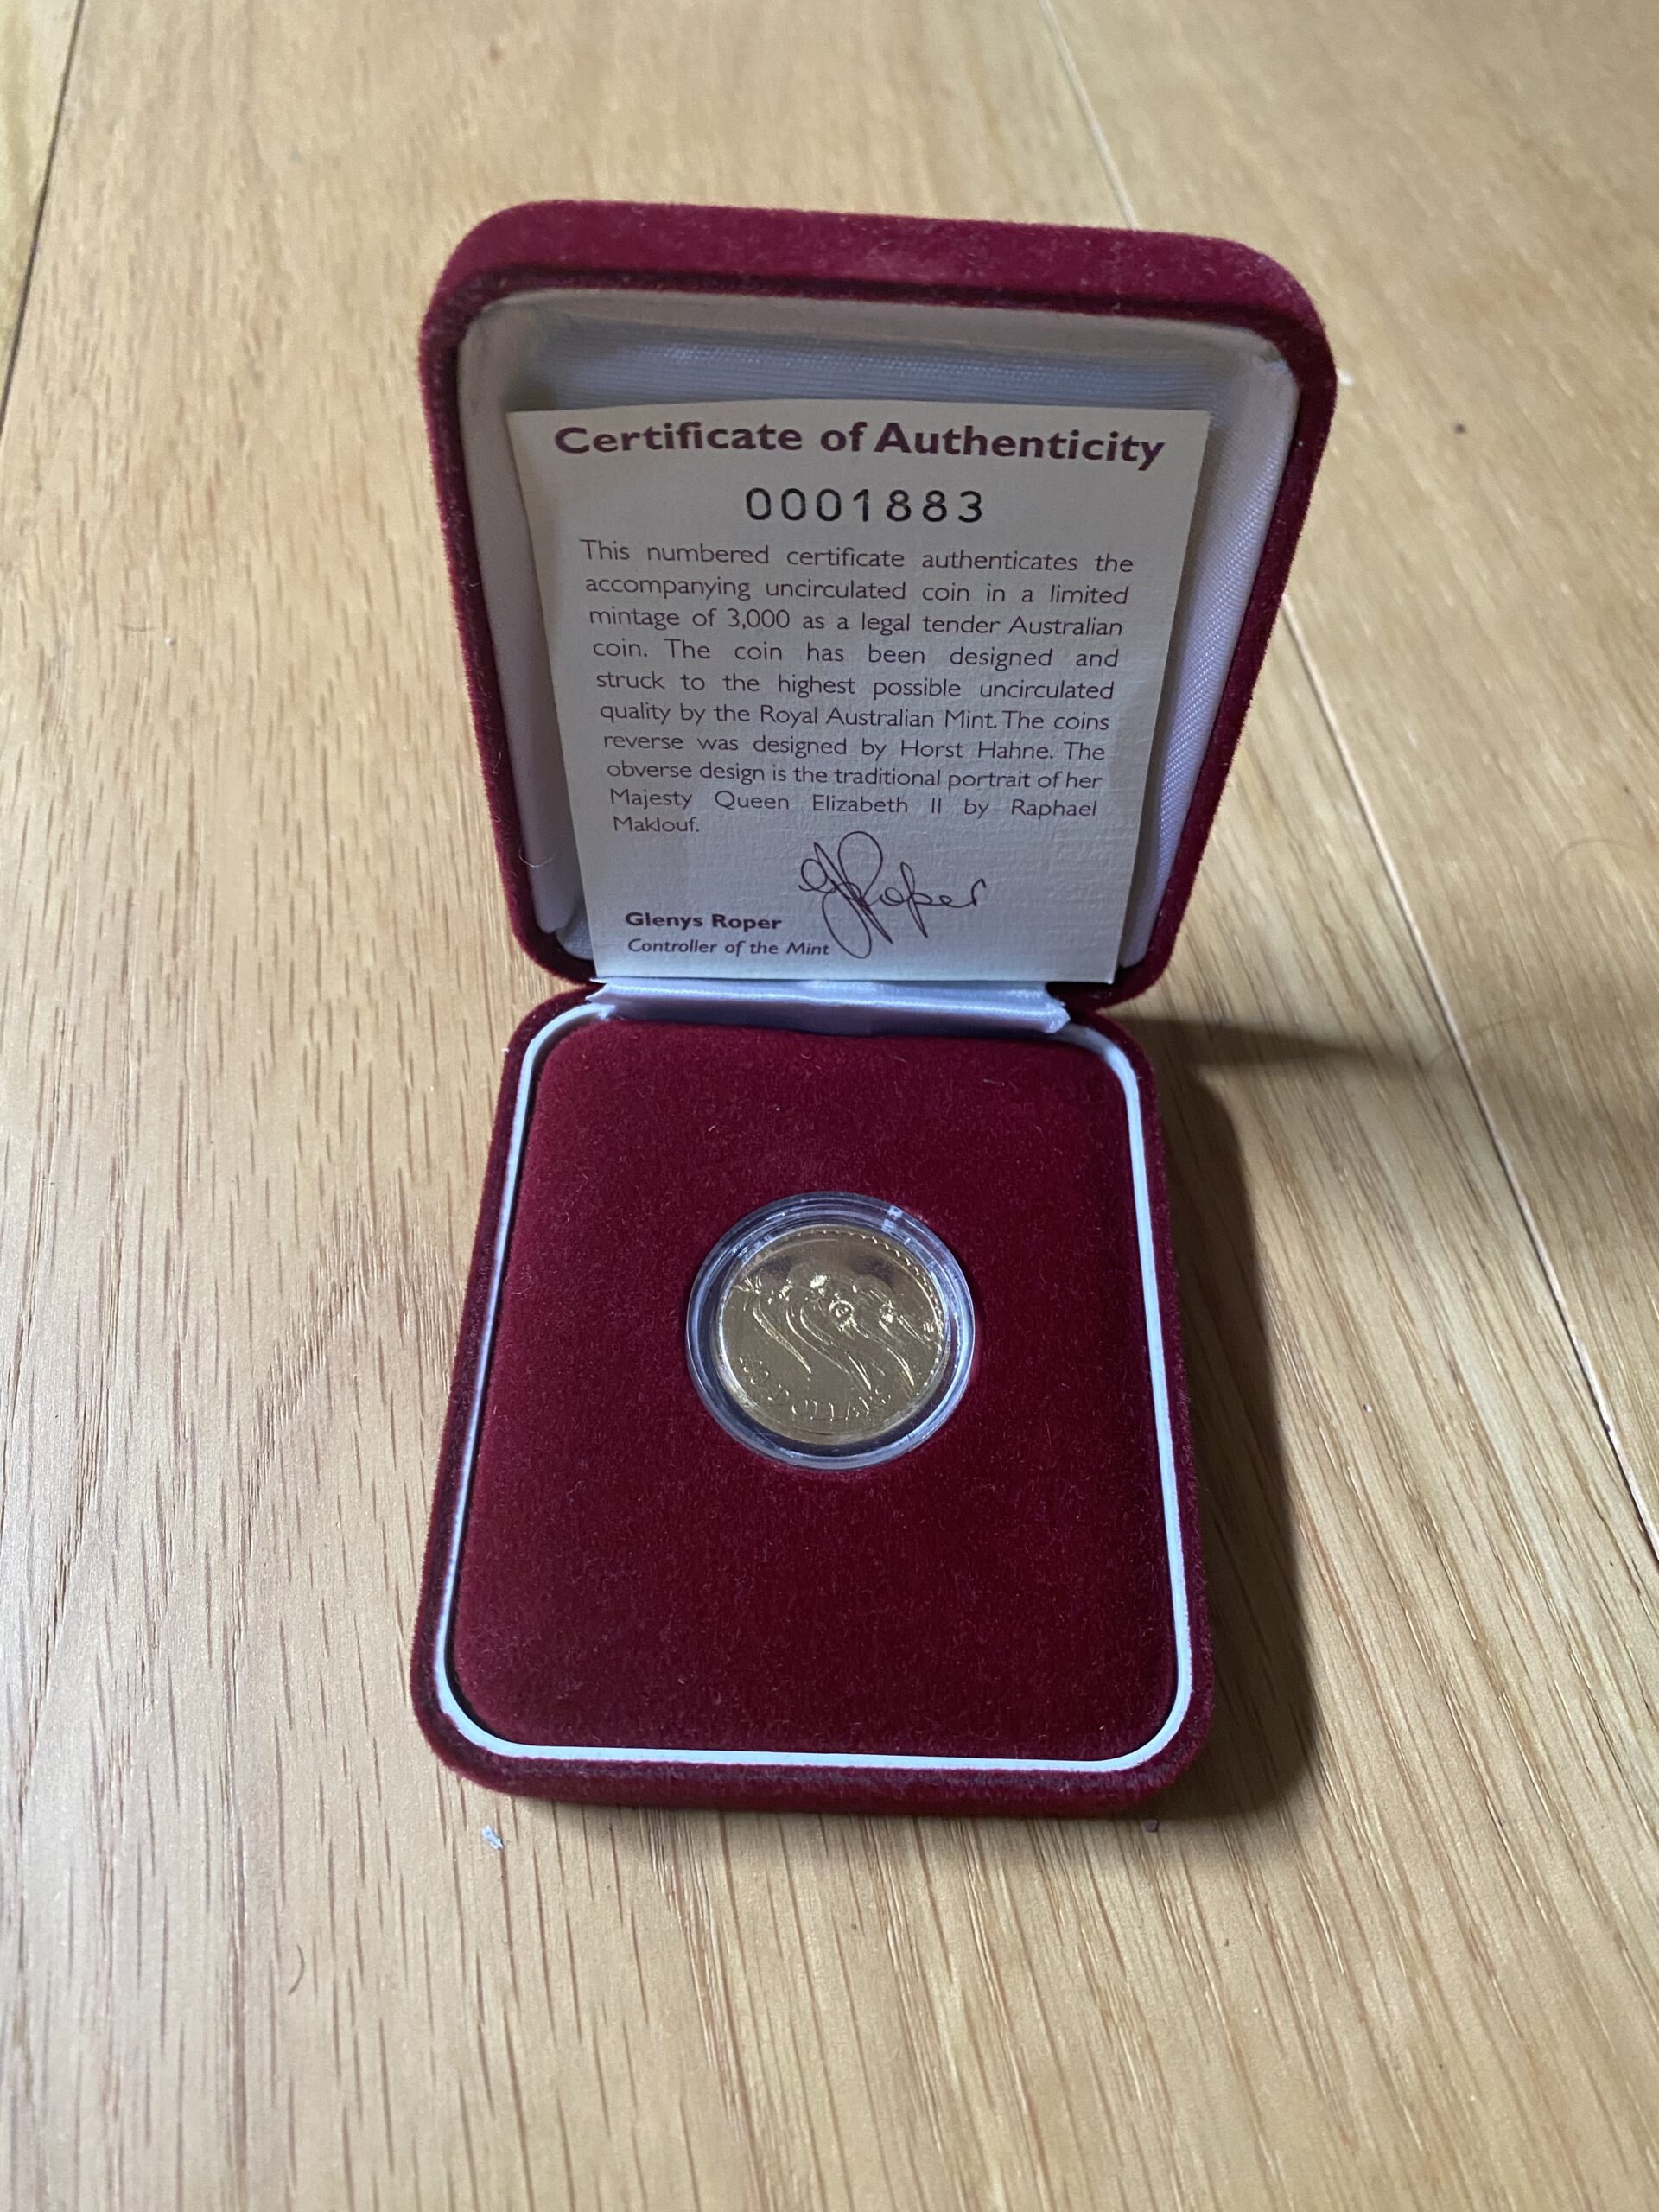 Certificate of Authenticity
0001883
This numbered certificate authenticates the
accompanying uncirculated coin in a limited
mintage of 3,000 as a legal tender Australian
coin. The coin has been designed and
struck to the highest possible uncirculated
quality by the Royal Australian Mint. The coins
reverse was designed by Horst Hahne. The
obverse design is the traditional portrait of her
Majesty Queen Elizabeth II by Raphael
Maklouf.
GRoper
Glenys Roper
Controller of the Mint
DOLLARS